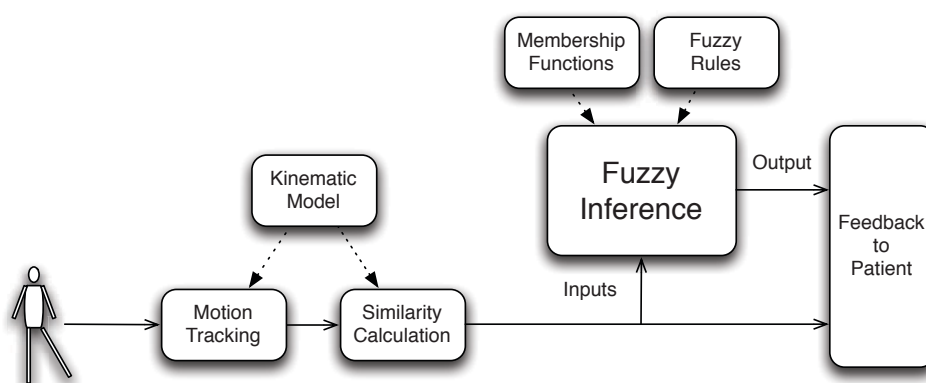 Membership
Functions
Fuzzy
Rules
Kinematic
Model
Fuzzy
Inference
Output
Feedback
to
Patient
Inputs
Motion
Tracking
Similarity
Calculation